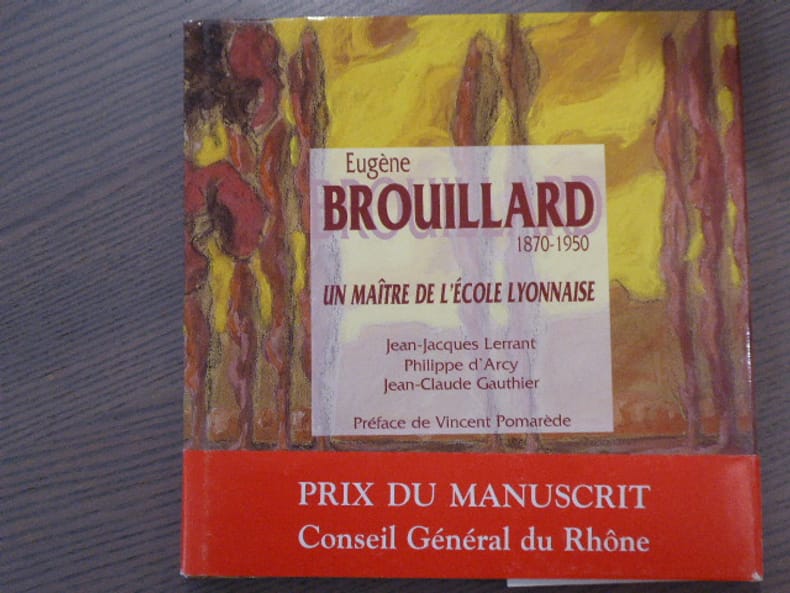 Eugène
BROUILLARD
1870-1950
UN MAÎTRE DE L'ÉCOLE LYONNAISE
Jean-Jacques Lerrant
Philippe d'Arcy
Jean-Claude Gauthier
Préface de Vincent Pomarède
PRIX DU MANUSCRIT
Conseil Général du Rhône